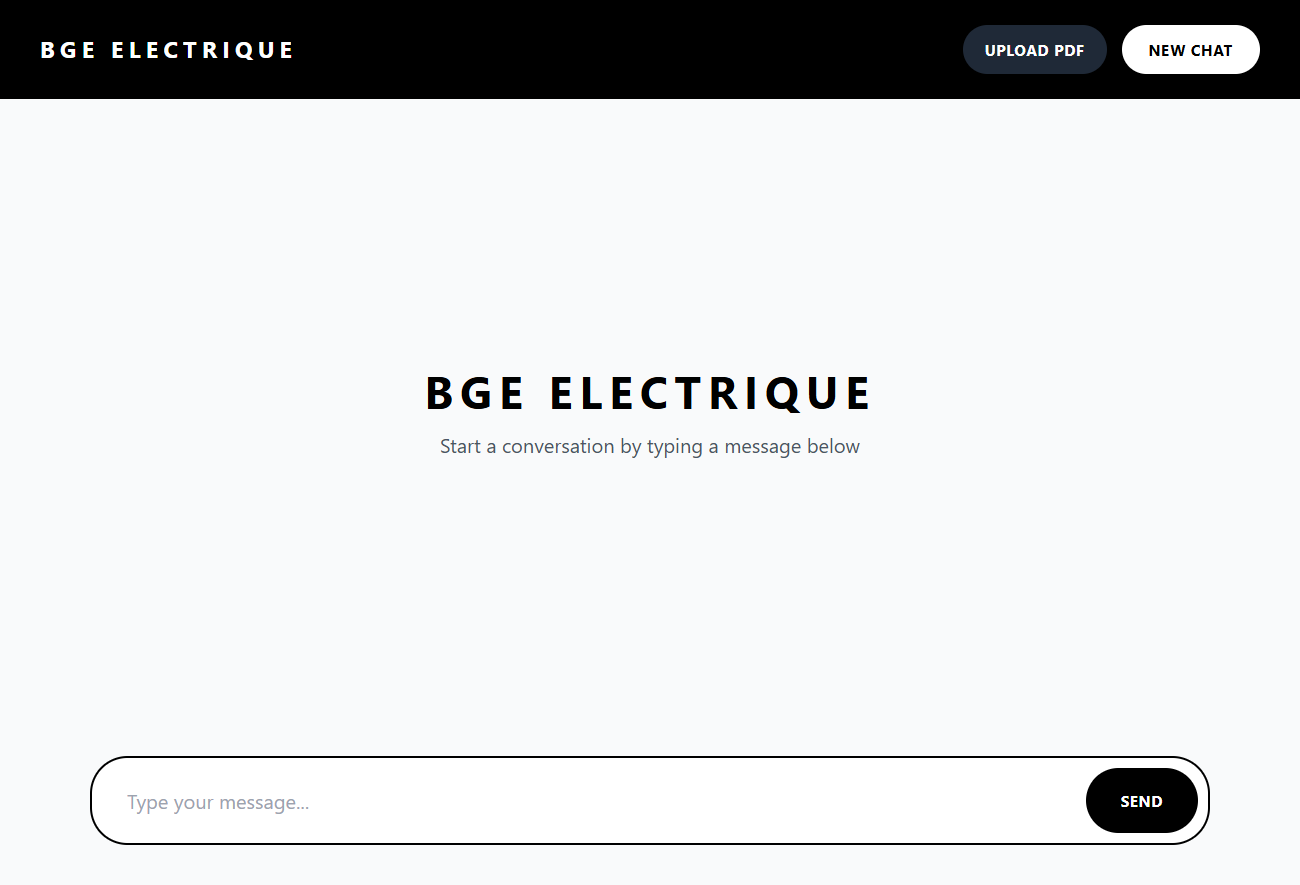 BGE ELECTRIQUE
UPLOAD PDF
NEW CHAT
BGE ELECTRIQUE
Start a conversation by typing a message below
Type your message...
SEND